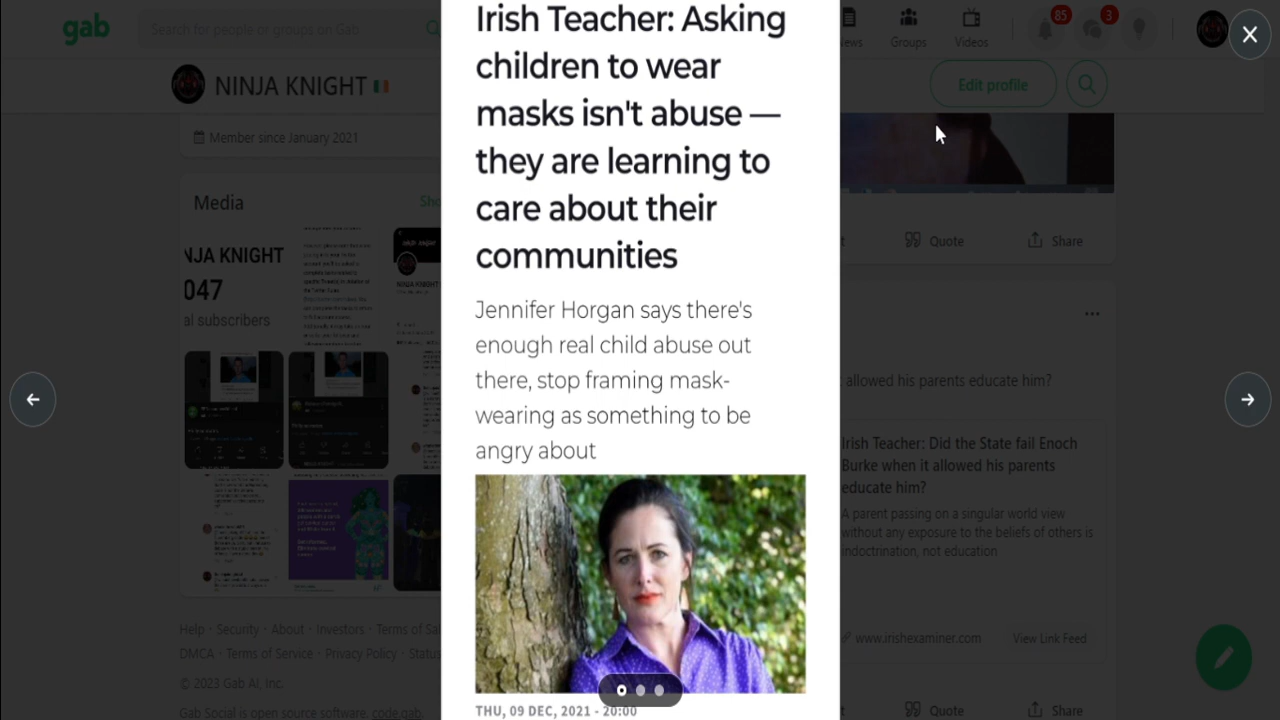 gab
Search for people or groups on Gab
News
Groups
Videos
85
3
NINJA KNIGHT
Edit profile
Member since January 2021
Media
NJA KNIGHT
047
al subscribers
Help · Security · About · Investors · Terms of Sal
DMCA · Terms of Service · Privacy Policy · Status
© 2023 Gab AI, Inc.
Gab Social is open source software. code.gab.
Irish Teacher: Asking
children to wear
masks isn't abuse —
they are learning to
care about their
communities
Jennifer Horgan says there's
enough real child abuse out
there, stop framing mask-
wearing as something to be
angry about
THU, 09 DEC, 2021 - 20:00
Quote
Share
allowed his parents educate him?
Irish Teacher: Did the State fail Enoch
Burke when it allowed his parents
educate him?
A parent passing on a singular world view
without any exposure to the beliefs of others is
indoctrination, not education
www.irishexaminer.com
View Link Feed
Quote
Share